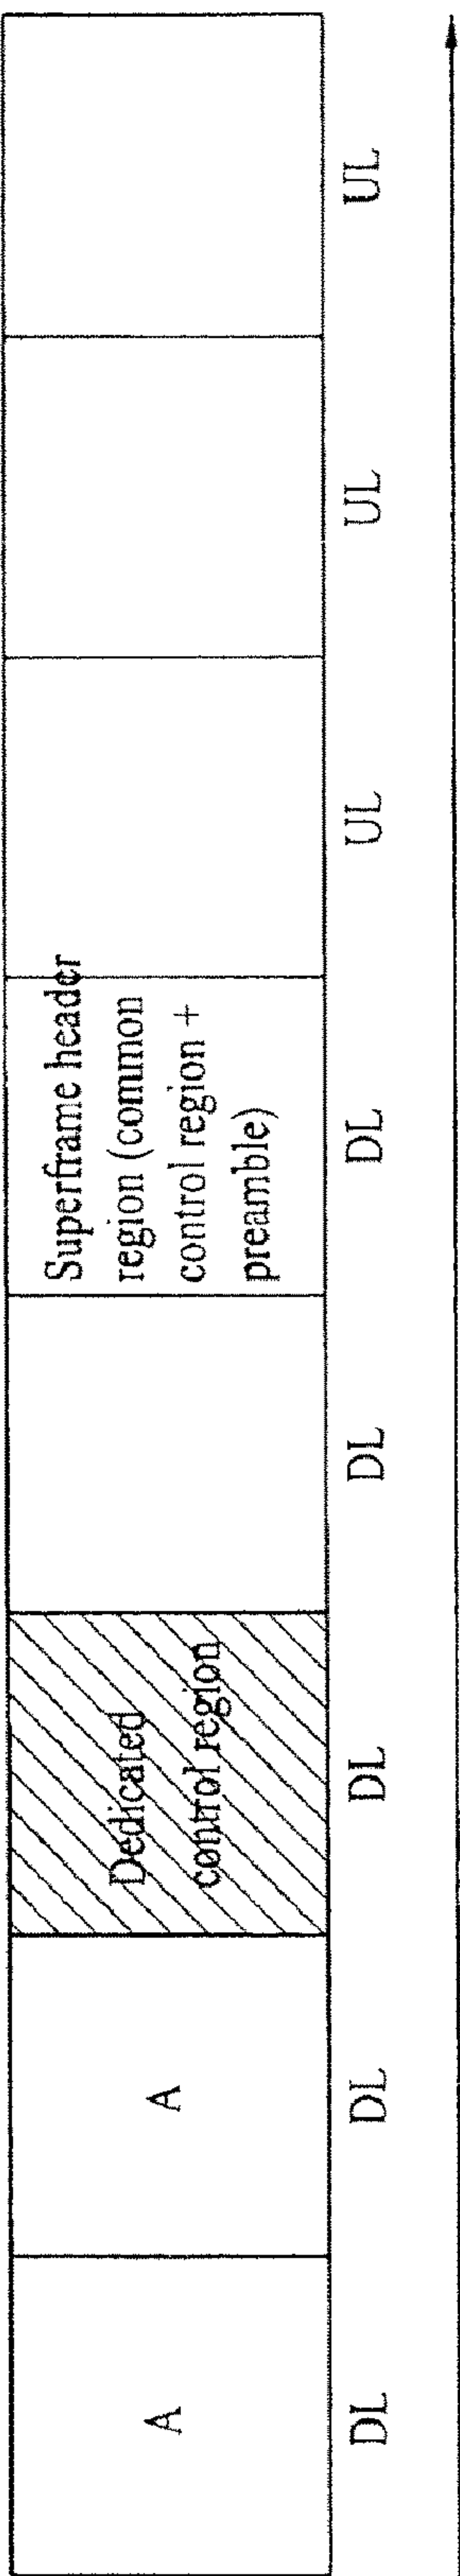 A
A
Dedicated
control region
Superframe header
region (common
control region +
preamble)
DL
DL
DL
DL
DL
UL
UL
UL